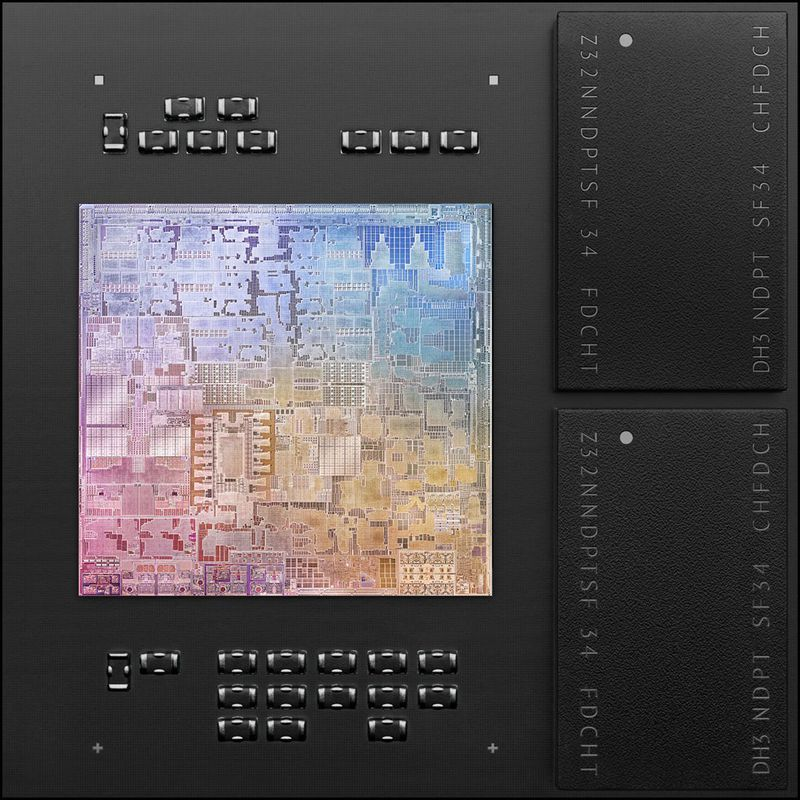 Z32NNDPTSF 34 FDCHT
DH3 NDPT SF34 CHFDCH
Z32NNDPTSF 34 FDCHT
DH3 NDPT SF34 CHFDCH